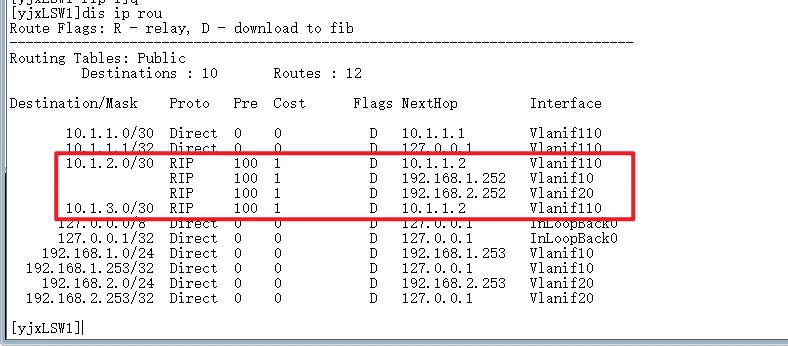 [yjxLSW1]dis ip rou
Route Flags: R - relay, D - download to fib
------------------------------------------------------------------------------
Routing Tables: Public
Destinations : 10 Routes : 12
Destination/Mask Proto Pre Cost Flags NextHop Interface
10.1.1.0/30 Direct 0 0 D 10.1.1.1 Vlanif110
10.1.1.1/32 Direct 0 0 D 127.0.0.1 Vlanif110
10.1.2.0/30 RIP 100 1 D 10.1.1.2 Vlanif110
RIP 100 1 D 192.168.1.252 Vlanif10
RIP 100 1 D 192.168.2.252 Vlanif20
10.1.3.0/30 RIP 100 1 D 10.1.1.2 Vlanif110
127.0.0.0/8 Direct 0 0 D 127.0.0.1 InLoopBack0
127.0.0.1/32 Direct 0 0 D 127.0.0.1 InLoopBack0
192.168.1.0/24 Direct 0 0 D 192.168.1.253 Vlanif10
192.168.1.253/32 Direct 0 0 D 127.0.0.1 Vlanif10
192.168.2.0/24 Direct 0 0 D 192.168.2.253 Vlanif20
192.168.2.253/32 Direct 0 0 D 127.0.0.1 Vlanif20
[yjxLSW1]